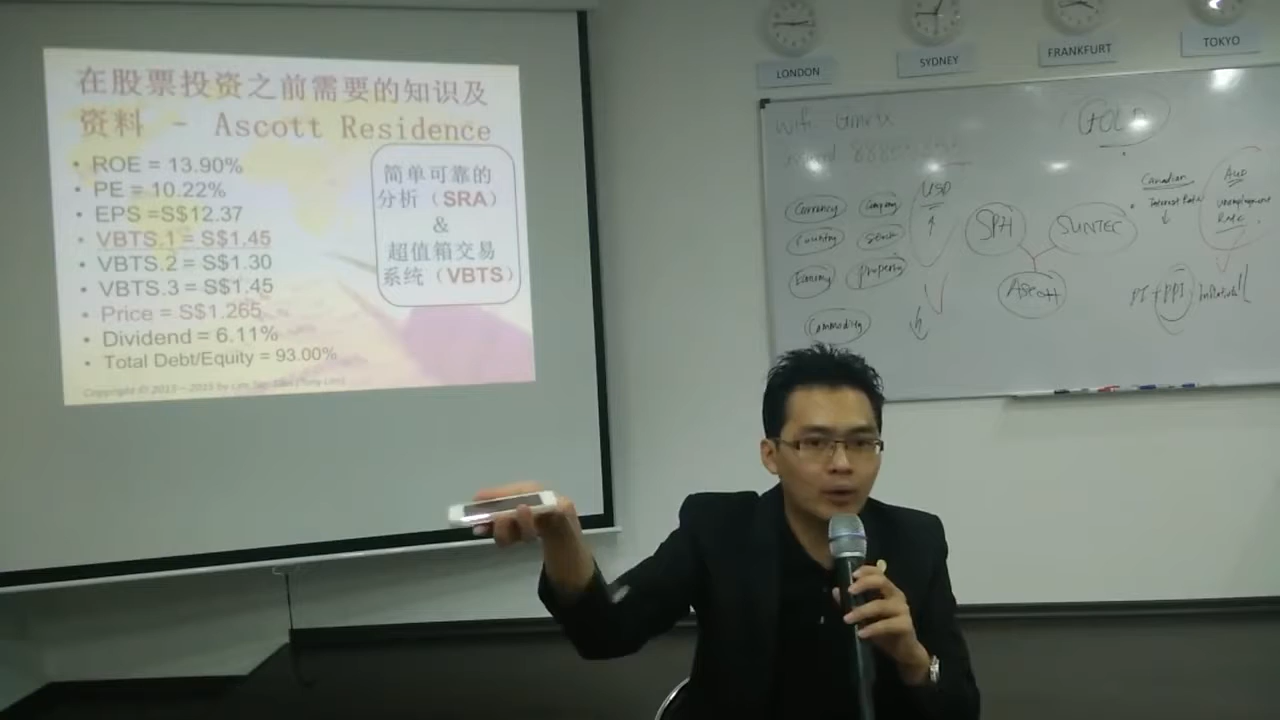 在股票投资之前需要的知识及
资料 - Ascott Residence
• ROE = 13.90%
• PE = 10.22%
• EPS =S$12.37
• VBTS.1 = S$1.45
• VBTS.2 = S$1.30
• VBTS.3 = S$1.45
• Price = S$1.265
• Dividend = 6.11%
• Total Debt/Equity = 93.00%
简单可靠的
分析（SRA）
&
超值箱交易
系统（VBTS）
LONDON
SYDNEY
FRANKFURT
TOKYO
wifi
GOLD
Currency
Company
Country
Economy
Property
Commodity
USD
SPH
SUNTEC
Ascott
Canadian
Interest Rate
AUD
unemployment
Rate
PI + PPI